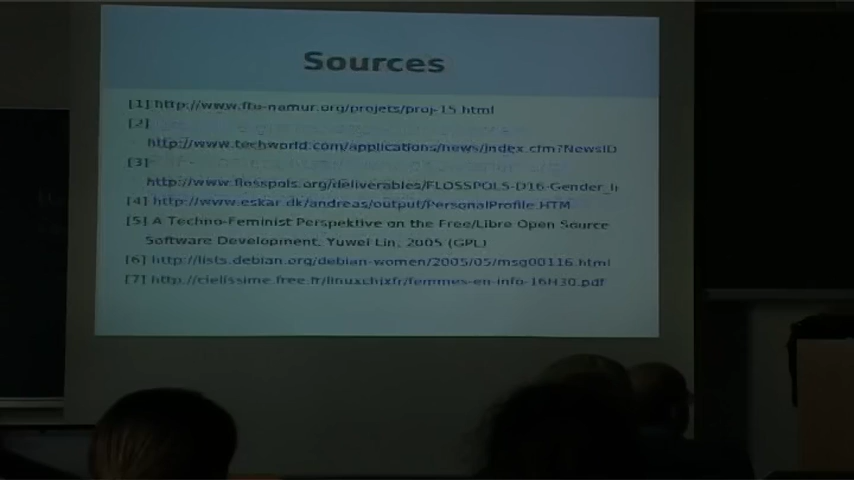 Sources
[1] http://www.ftu-namur.org/projets/proj-15.html
[2]
http://www.techworld.com/applications/news/index.cfm?NewsID
[3]
http://www.flosspols.org/deliverables/FLOSSPOLS-D16-Gender_I
[4] http://www.eskar.dk/andreas/output/PersonalProfile.HTM
[5] A Techno-Feminist Perspektive on the Free/Libre Open Source
Software Development, Yuwei Lin, 2005 (GPL)
[6] http://lists.debian.org/debian-women/2005/05/msg00116.html
[7] http://cielissime.free.fr/linuxchixfr/femmes-en-info-16H30.pdf